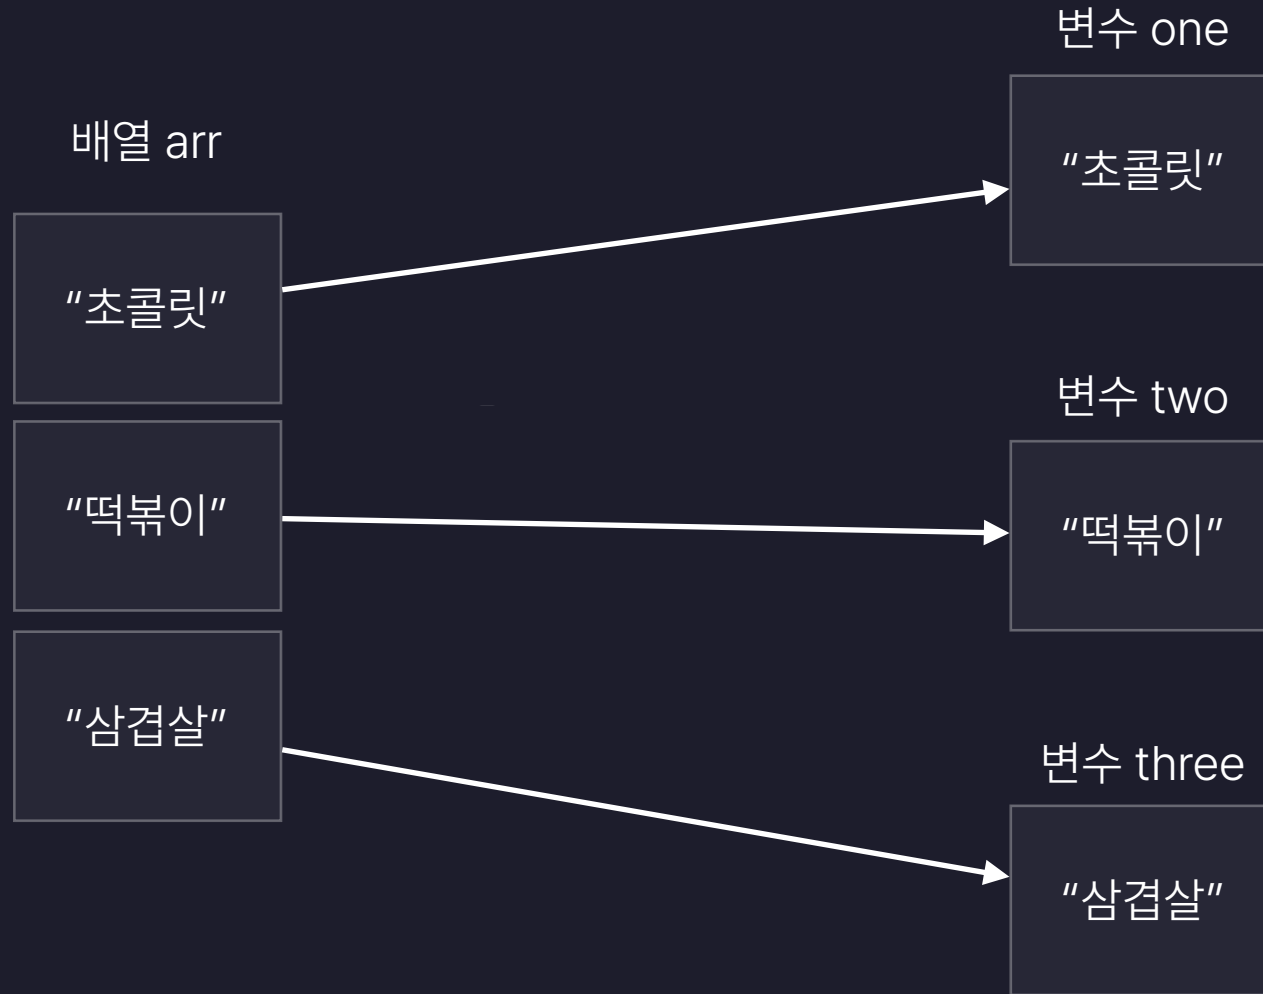 배열 arr
“초콜릿”
“떡볶이”
“삼겹살”
변수 one
“초콜릿”
변수 two
“떡볶이”
변수 three
“삼겹살”